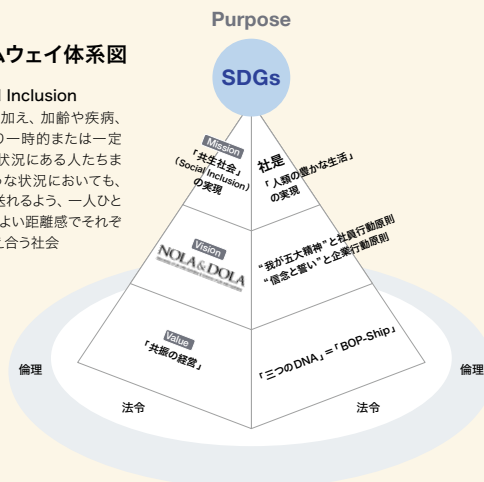 Purpose
ムウェイ体系図
SDGs
l Inclusion
加え、加齢や疾病、
り一時的または一定
状況にある人たちま
な状況においても、
送れるよう、一人ひと
よい距離感でそれぞ
え合う社会
Mission
「共生社会」
（Social Inclusion）
の実現
社是
「人類の豊かな生活」
の実現
Vision
NOLA&DOLA
“我が五大精神”と社員行動原則
“信念と誓い”と企業行動原則
Value
「共振の経営」
「三つのDNA」＝「BOP-Ship」
倫理
倫理
法令
法令